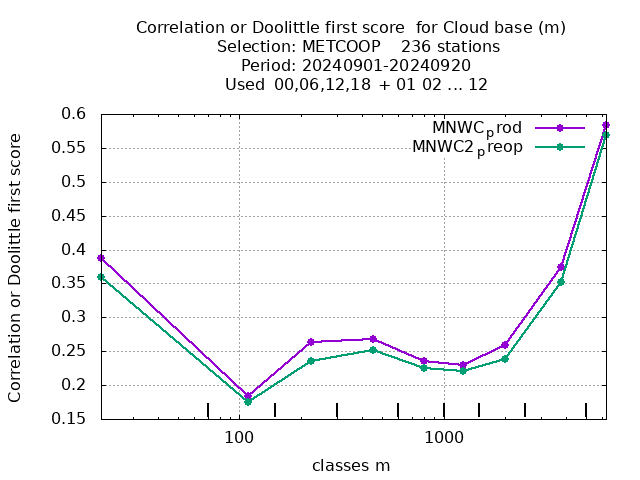 Correlation or Doolittle first score  for Cloud base (m)
Selection: METCOOP    236 stations
Period: 20240901-20240920
Used  00,06,12,18 + 01 02 ... 12
MNWCprod
MNWC2preop
0.6
0.55
0.5
0.45
0.4
0.35
0.3
0.25
0.2
0.15
Correlation or Doolittle first score
100
1000
classes m